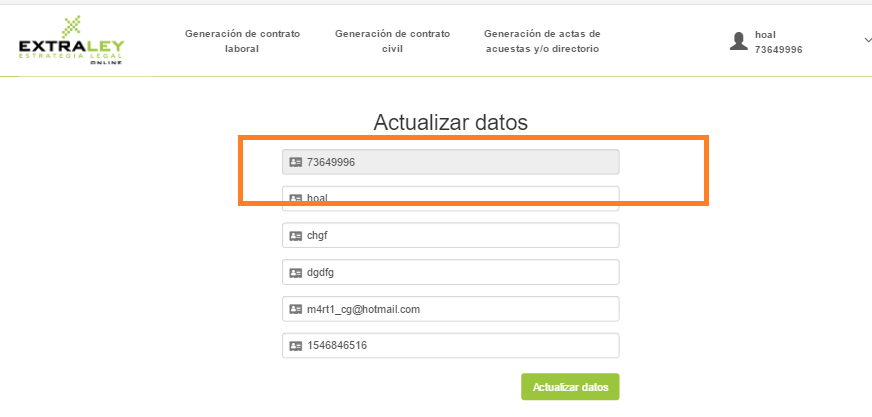 EXTRALEY
ESTRATEGIA LEGAL
ONLINE
Generación de contrato
laboral
Generación de contrato
civil
Generación de actas de
acuestas y/o directorio
hoal
73649996
Actualizar datos
73649996
hoal
chgf
dgdfg
m4rt1_cg@hotmail.com
1546846516
Actualizar datos